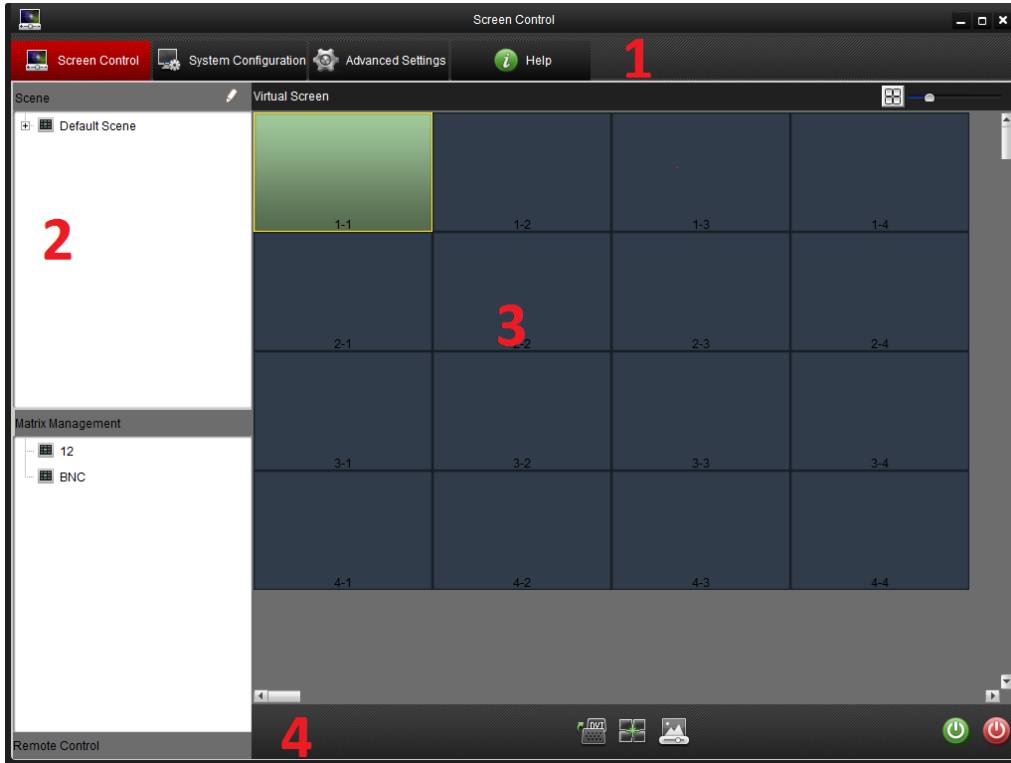 Screen Control
Screen Control System Configuration Advanced Settings i Help 1
Scene Virtual Screen
Default Scene
1-1 1-2 1-3 1-4
2
3
2-1 2-2 2-3 2-4
Matrix Management
12
BNC
3-1 3-2 3-3 3-4
4-1 4-2 4-3 4-4
DVI
4
Remote Control